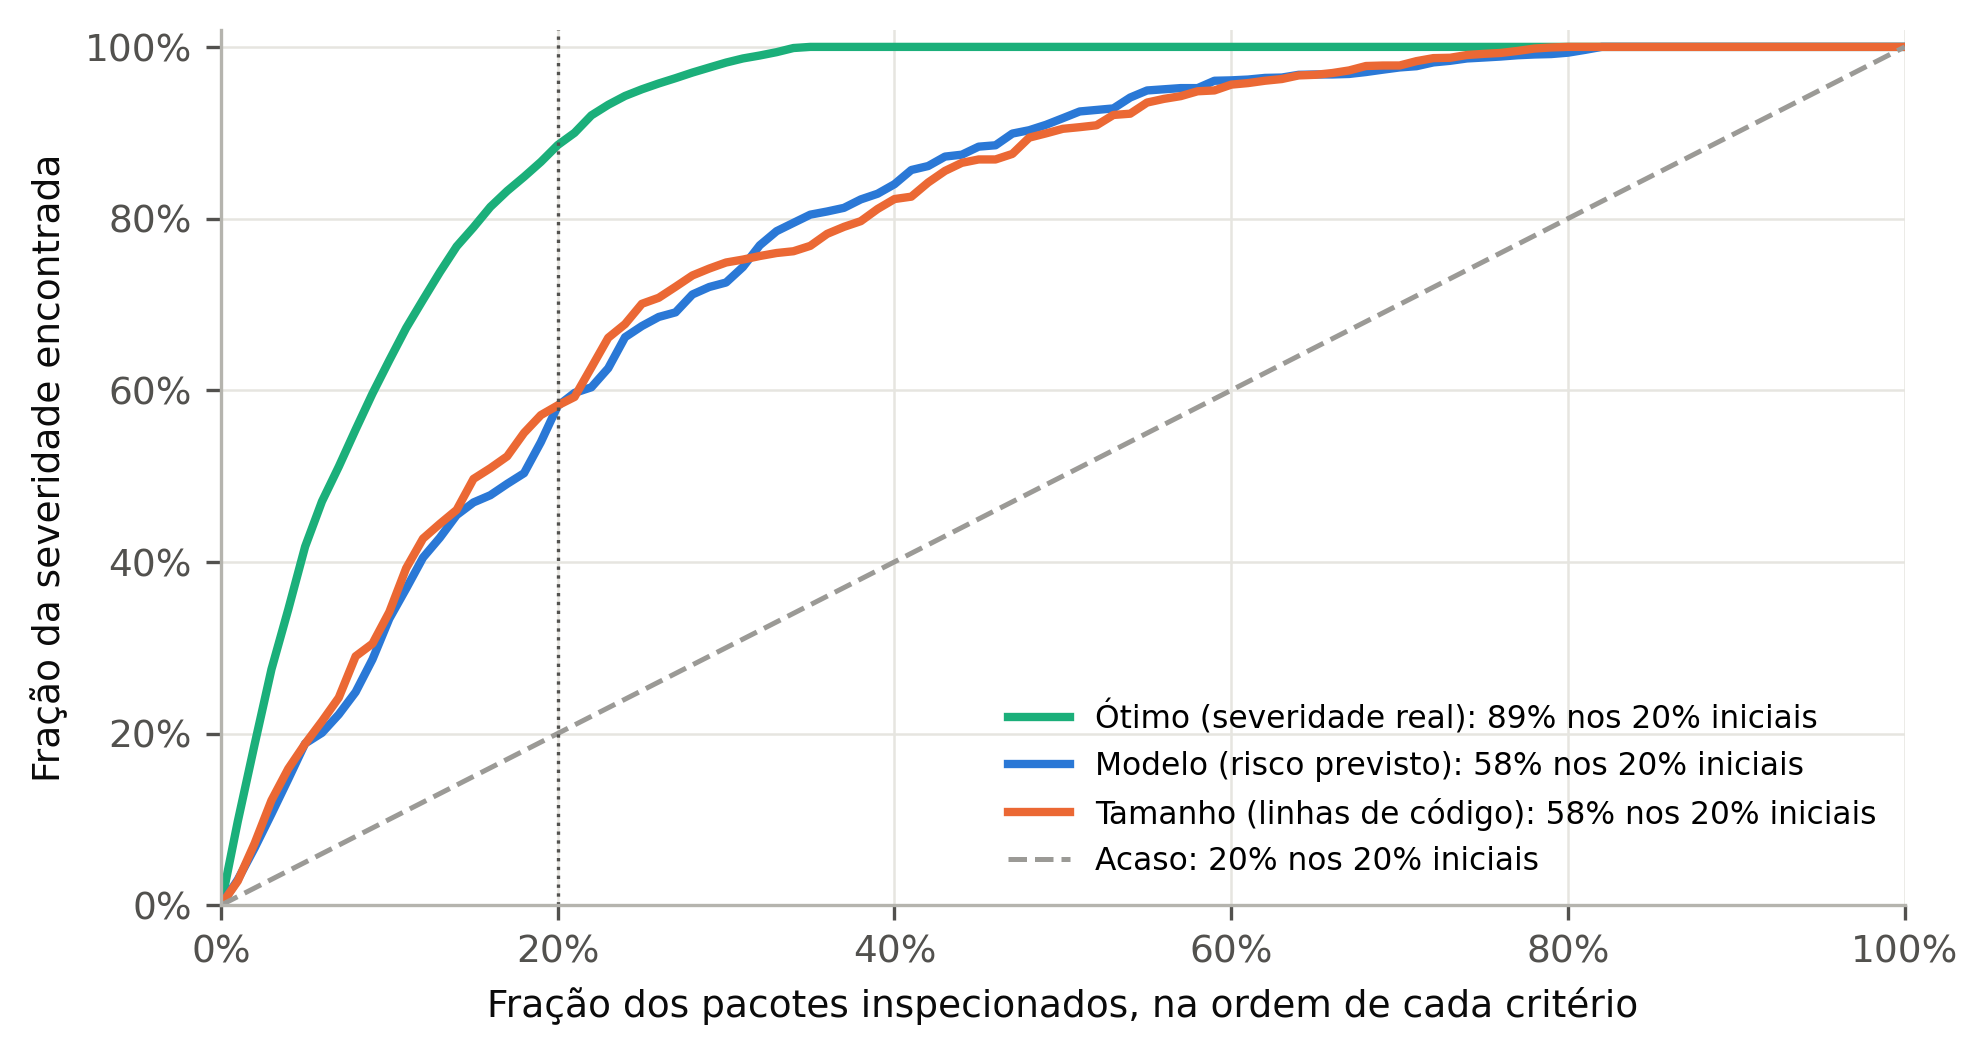 100%
80%
60%
40%
20%
0%
Fração da severidade encontrada
Ótimo (severidade real): 89% nos 20% iniciais
Modelo (risco previsto): 58% nos 20% iniciais
Tamanho (linhas de código): 58% nos 20% iniciais
Acaso: 20% nos 20% iniciais
0% 20% 40% 60% 80% 100%
Fração dos pacotes inspecionados, na ordem de cada critério